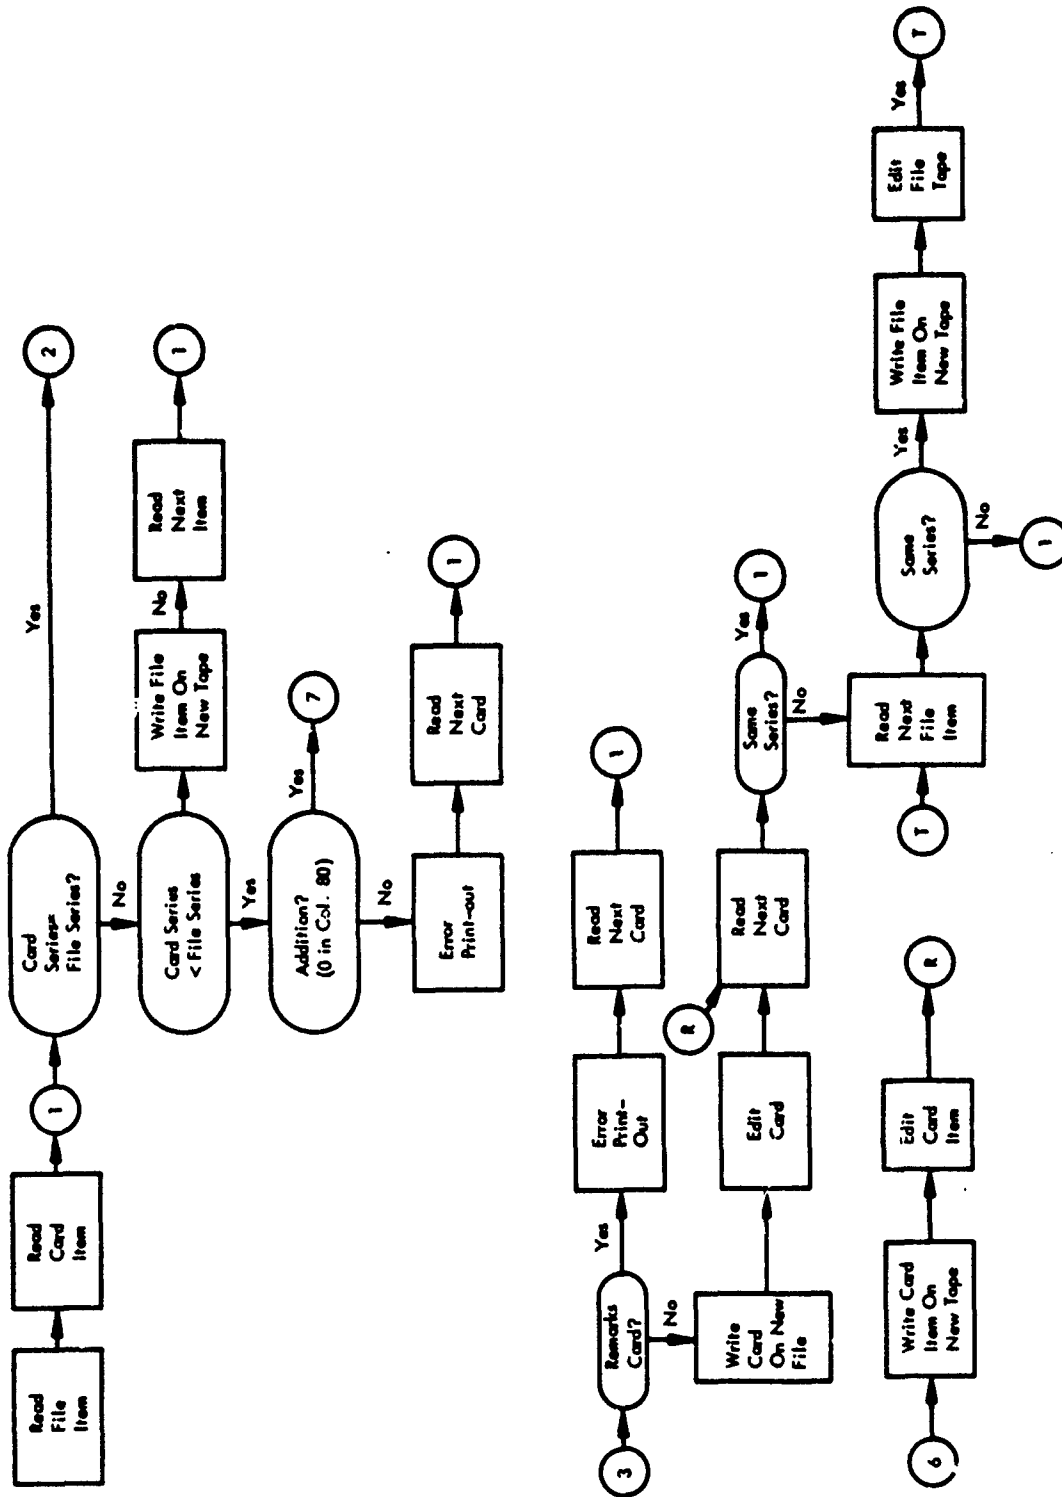 Read
File
Item
Read
Card
Item
1
Card
Series=
File Series?
Yes
2
No
Card Series
< File Series
Write File
Item On
New Tape
No
Read
Next
Item
1
Yes
Addition?
(0 in Col. 80)
Yes
7
No
Error
Print-out
Read
Next
Card
1
3
Remarks
Card?
Yes
Error
Print-
Out
Read
Next
Card
1
No
Write
Card
On New
File
Edit
Card
R
Read
Next
Card
Same
Series?
Yes
1
No
T
Read
Next
File
Item
Same
Series?
Yes
Write File
Item On
New Tape
Edit
File
Tape
Yes
T
No
1
6
Write Card
Item On
New Tape
Edit
Card
Item
R